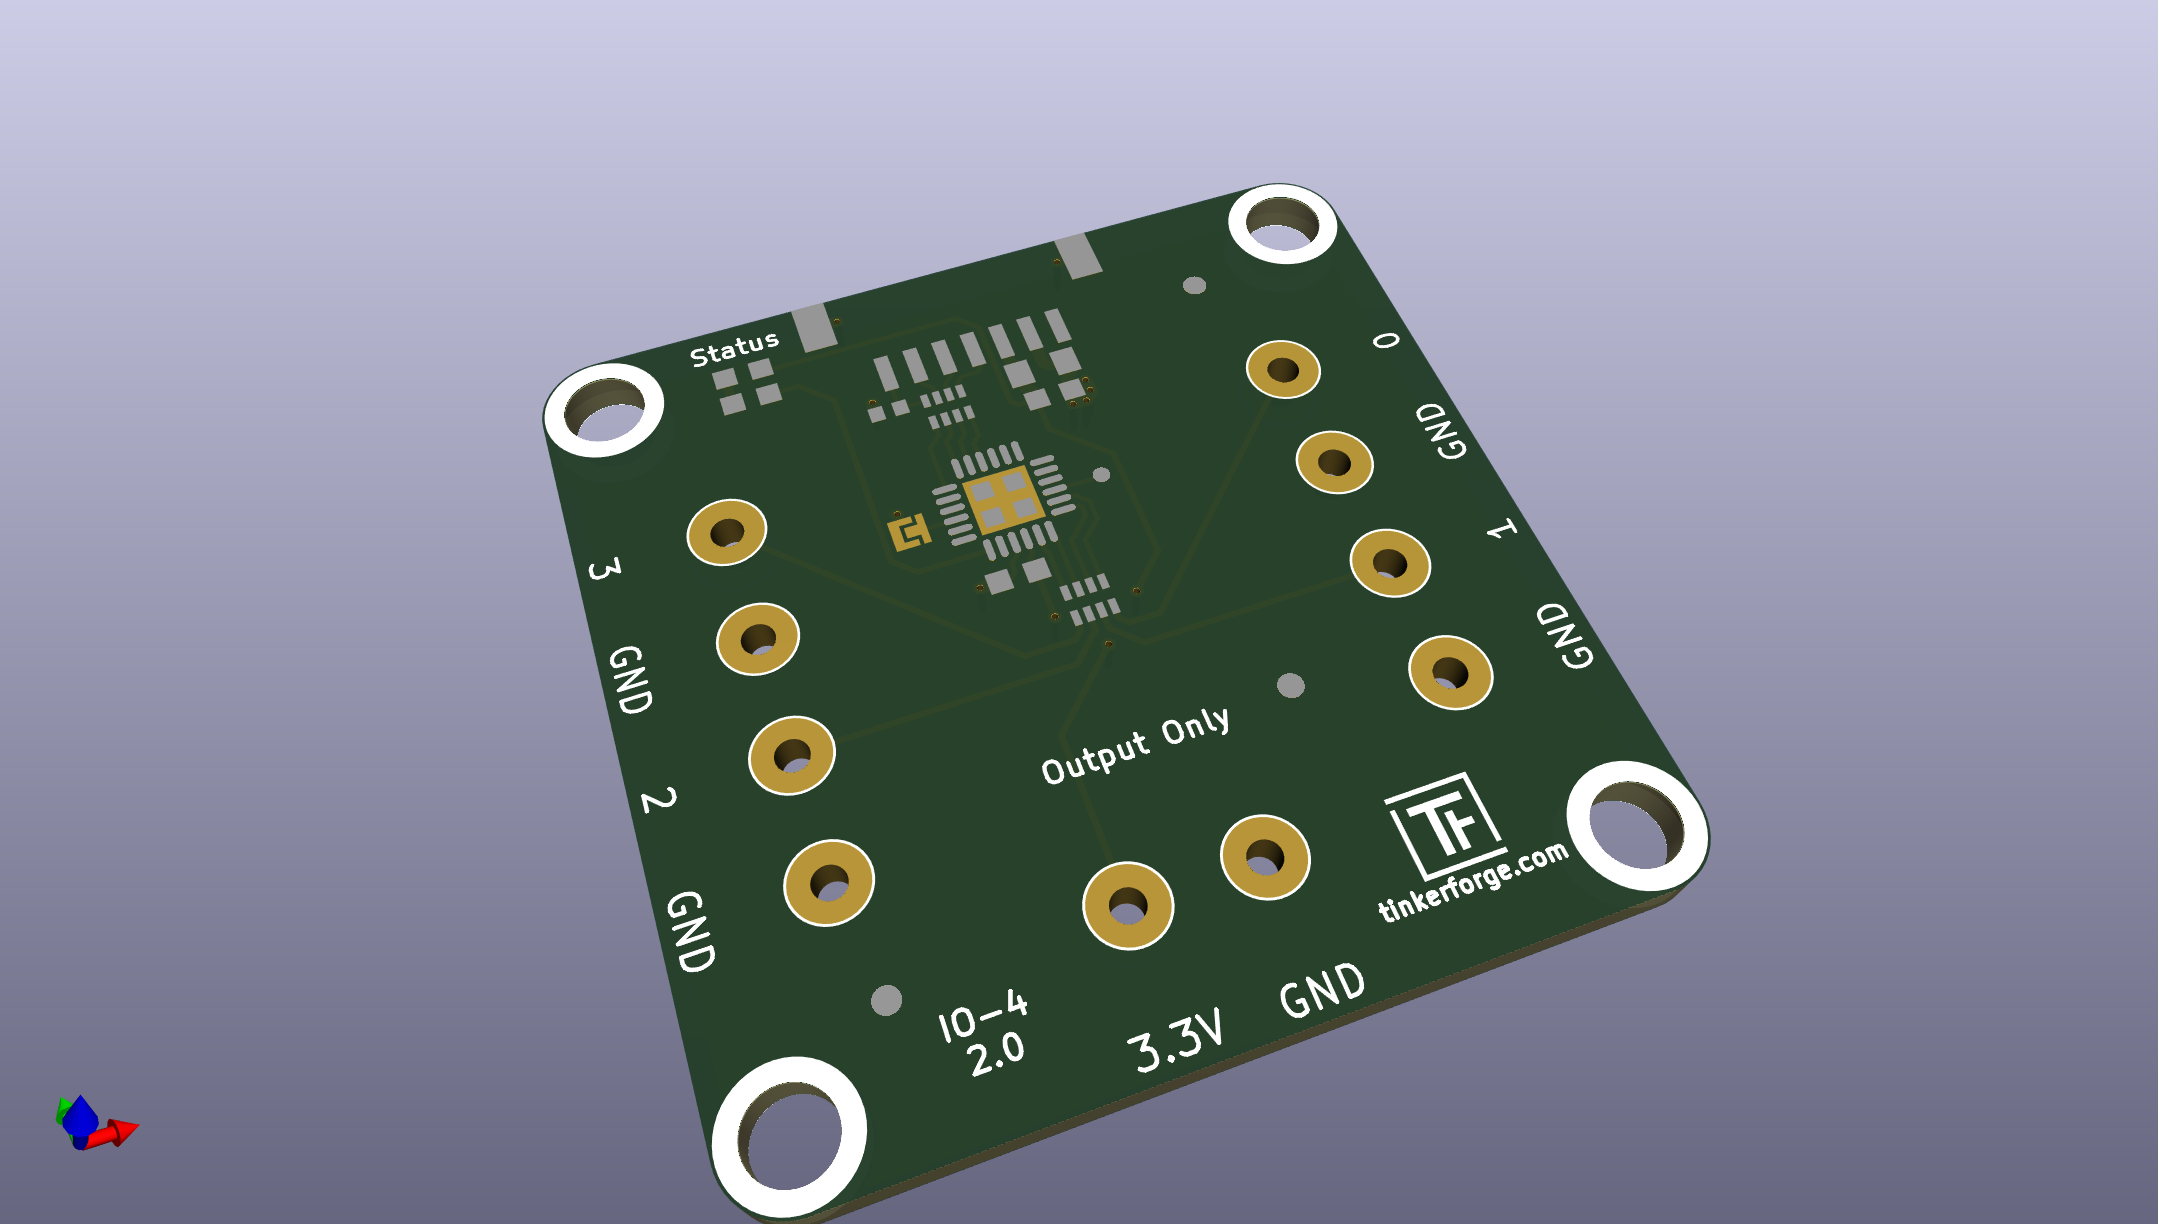 Status
0
GND
1
GND
3
GND
2
GND
Output Only
TF
tinkerforge.com
IO-4
2.0
3.3V
GND